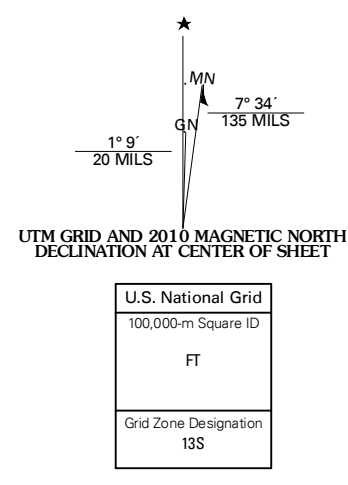 ★
MN
7° 34´
135 MILS
GN
1° 9´
20 MILS
UTM GRID AND 2010 MAGNETIC NORTH
DECLINATION AT CENTER OF SHEET
U.S. National Grid
100,000-m Square ID
FT
Grid Zone Designation
13S